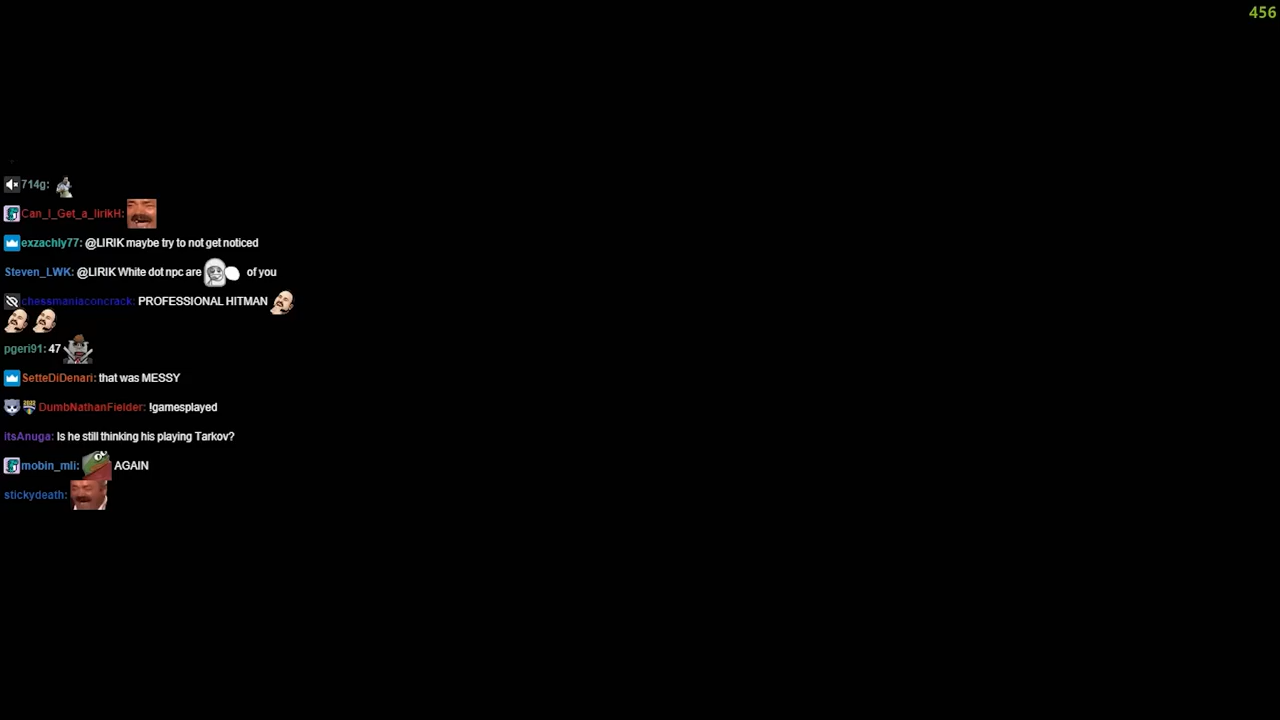 456
714g:
Can_I_Get_a_lirikH:
exzachly77: @LIRIK maybe try to not get noticed
Steven_LWK: @LIRIK White dot npc are of you
chessmaniaconcrack: PROFESSIONAL HITMAN
pgeri91: 47
SetteDiDenari: that was MESSY
DumbNathanFielder: !gamesplayed
itsAnuga: Is he still thinking his playing Tarkov?
mobin_mli: AGAIN
stickydeath: